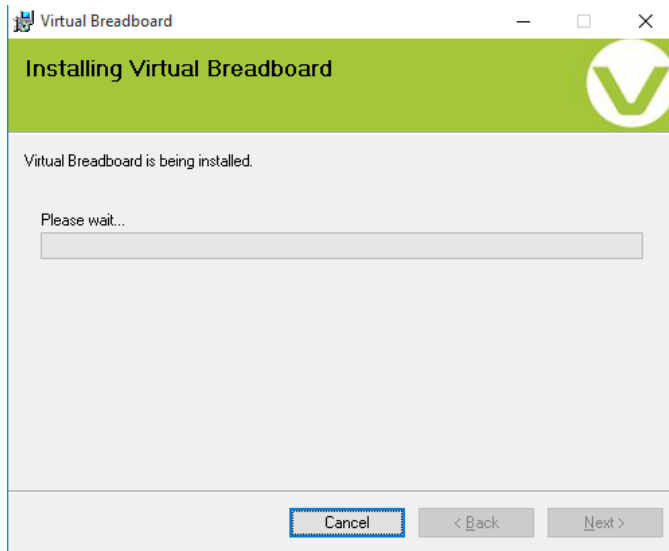 Virtual Breadboard
Installing Virtual Breadboard
V
Virtual Breadboard is being installed.
Please wait...
Cancel
< Back
Next >